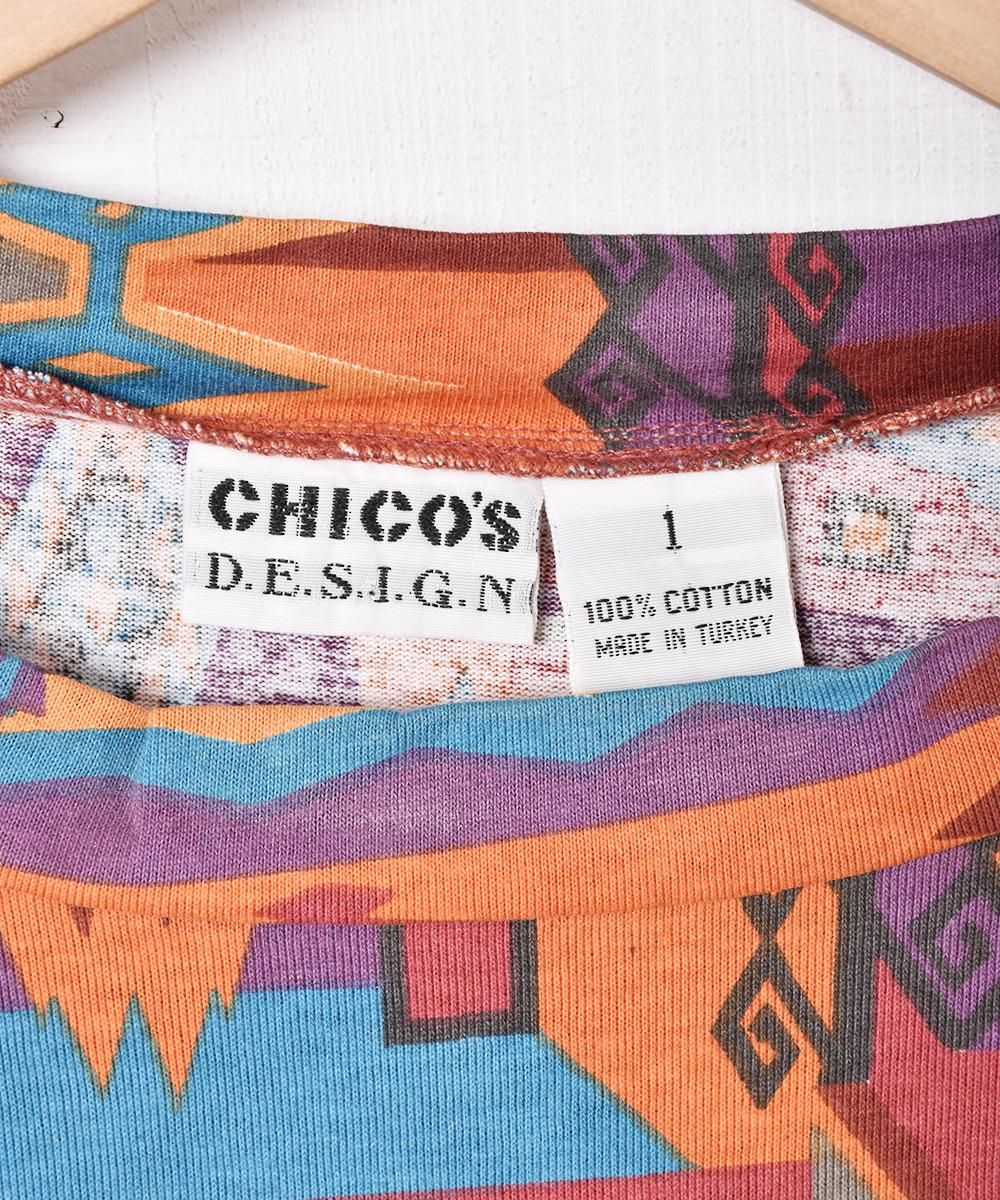 CHICO'S
D.E.S.I.G.N
1
100% COTTON
MADE IN TURKEY